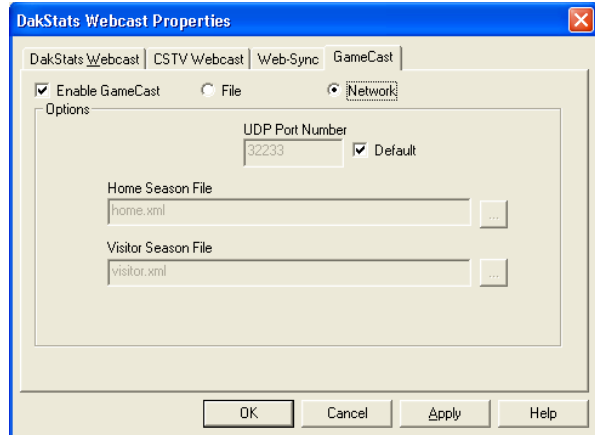 DakStats Webcast Properties
DakStats Webcast CSTV Webcast Web-Sync GameCast
Enable GameCast File Network
Options
UDP Port Number
32233 Default
Home Season File
home.xml ...
Visitor Season File
visitor.xml ...
OK Cancel Apply Help